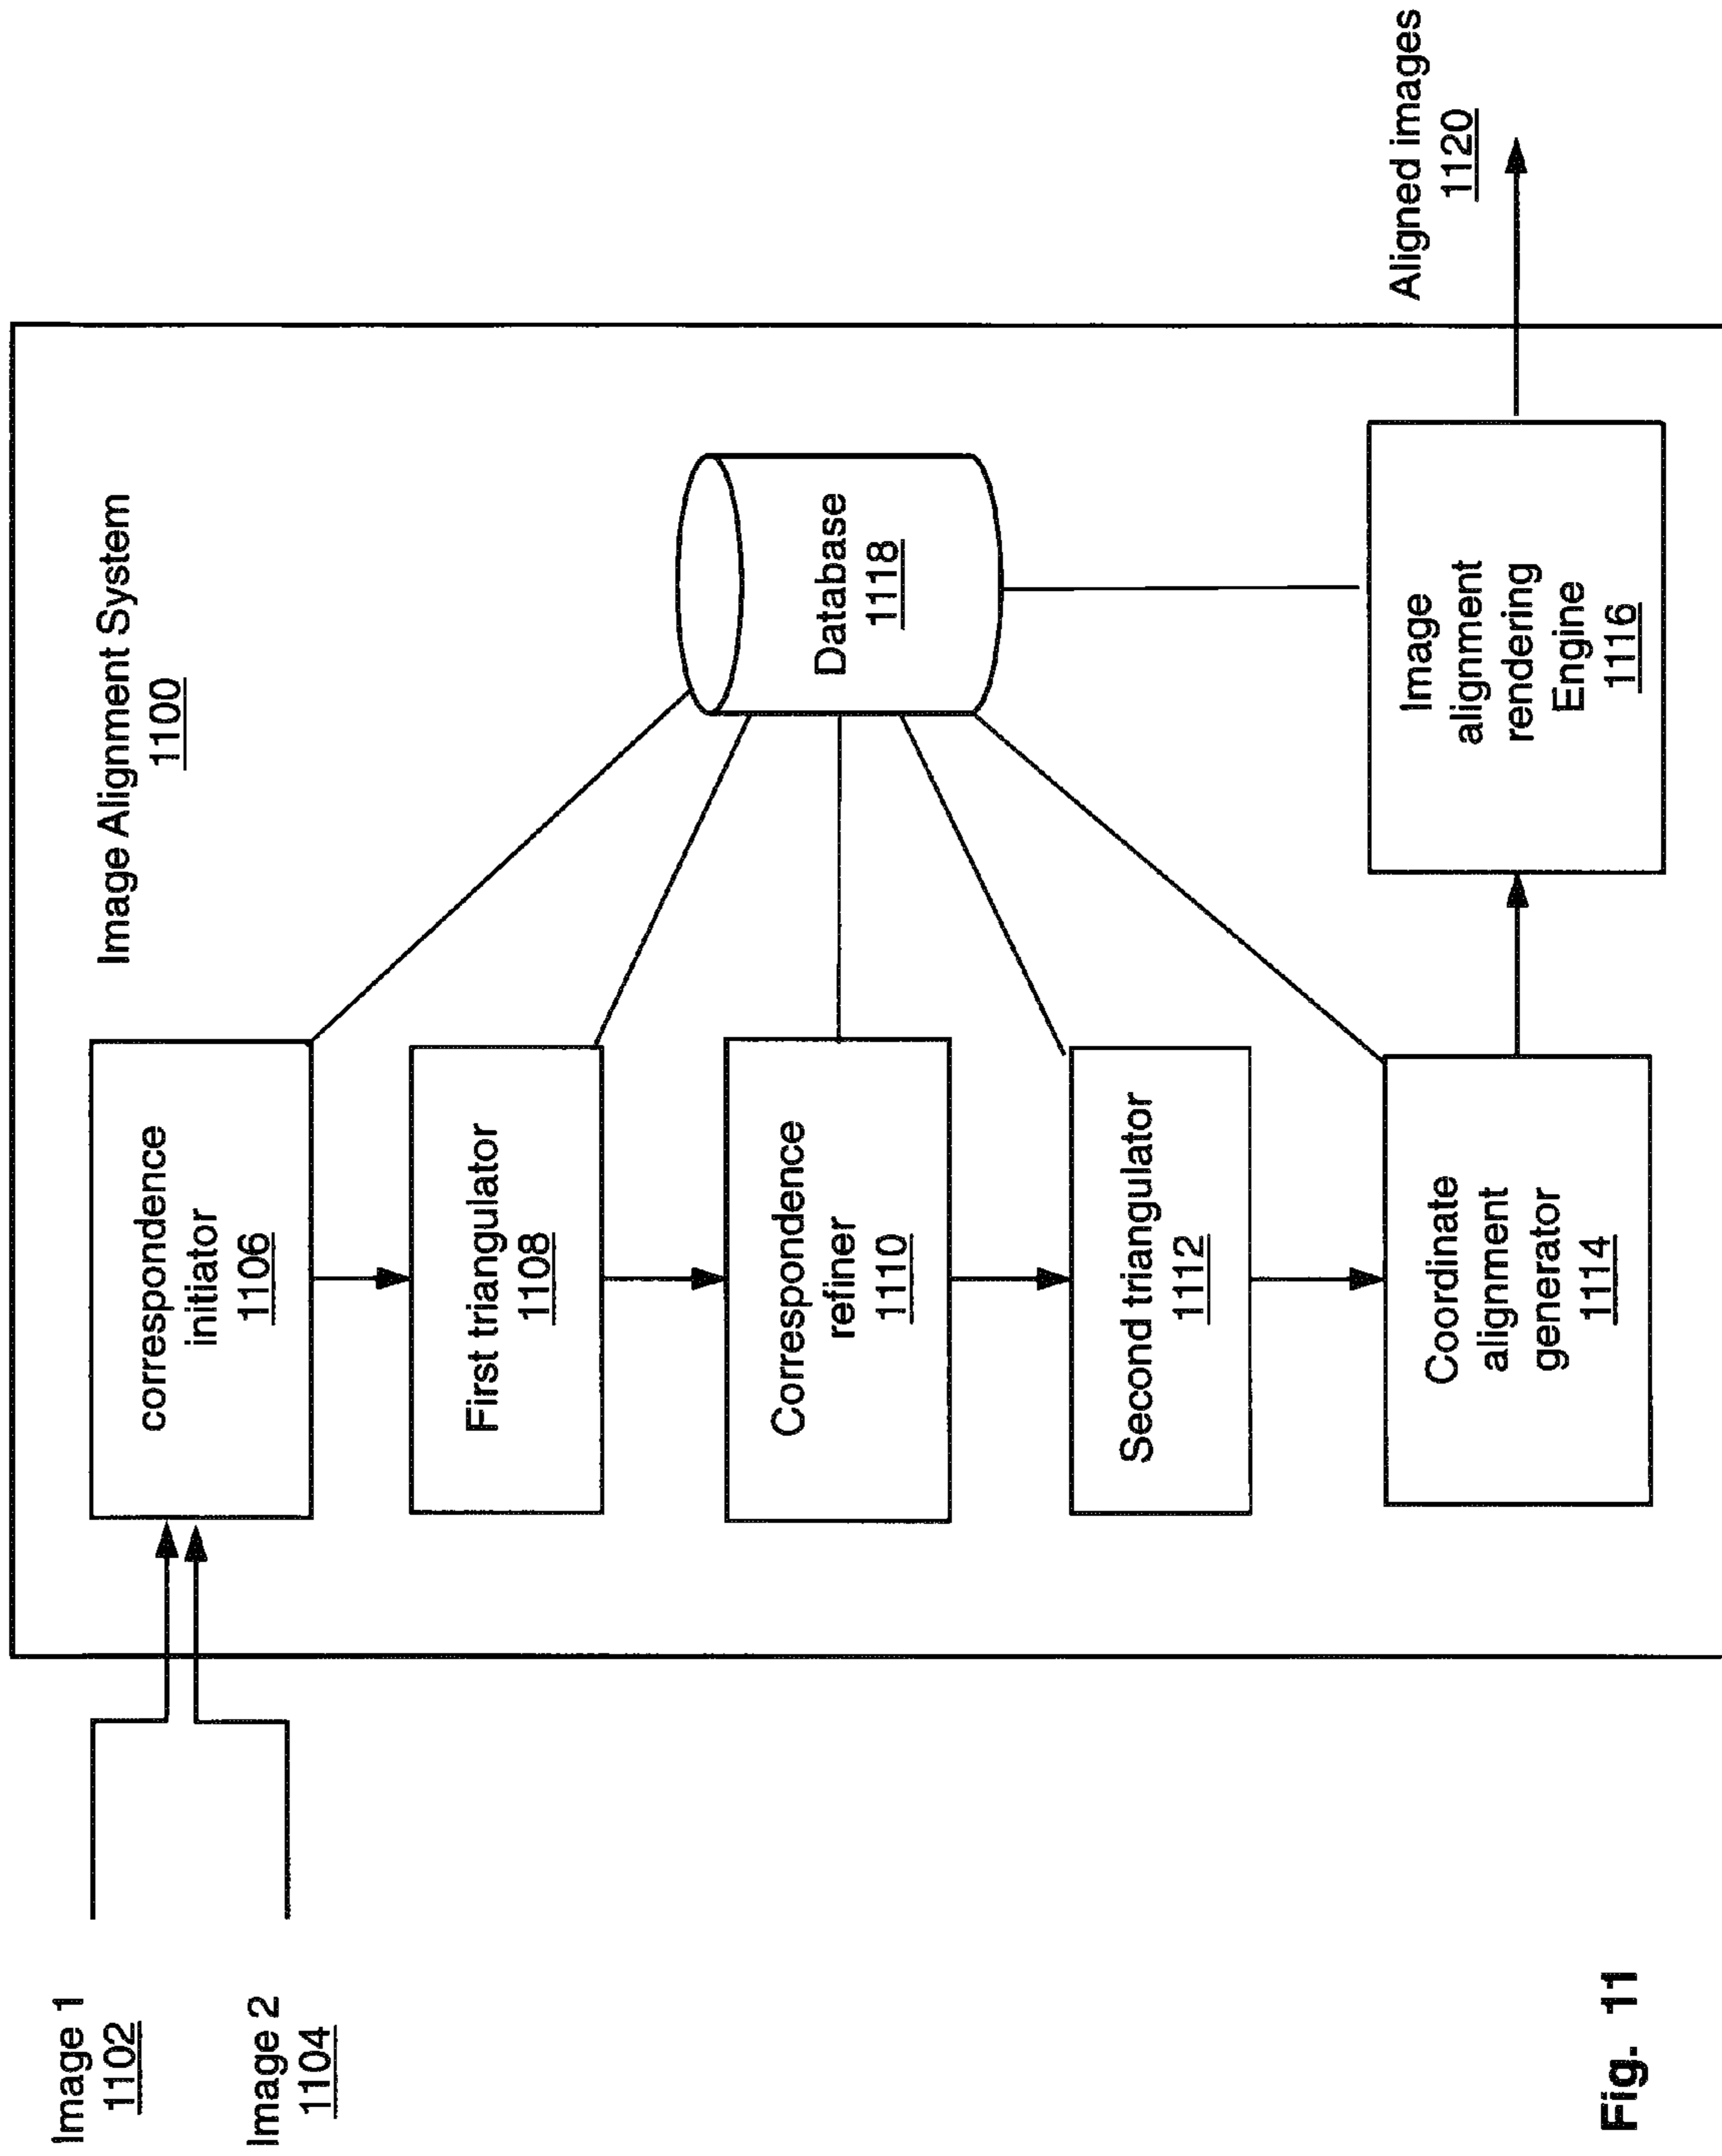 Image 1
1102
Image 2
1104
Image Alignment System
1100
correspondence
initiator
1106
First triangulator
1108
Correspondence
refiner
1110
Second triangulator
1112
Coordinate
alignment
generator
1114
Database
1118
Image
alignment
rendering
Engine
1116
Aligned images
1120
Fig. 11